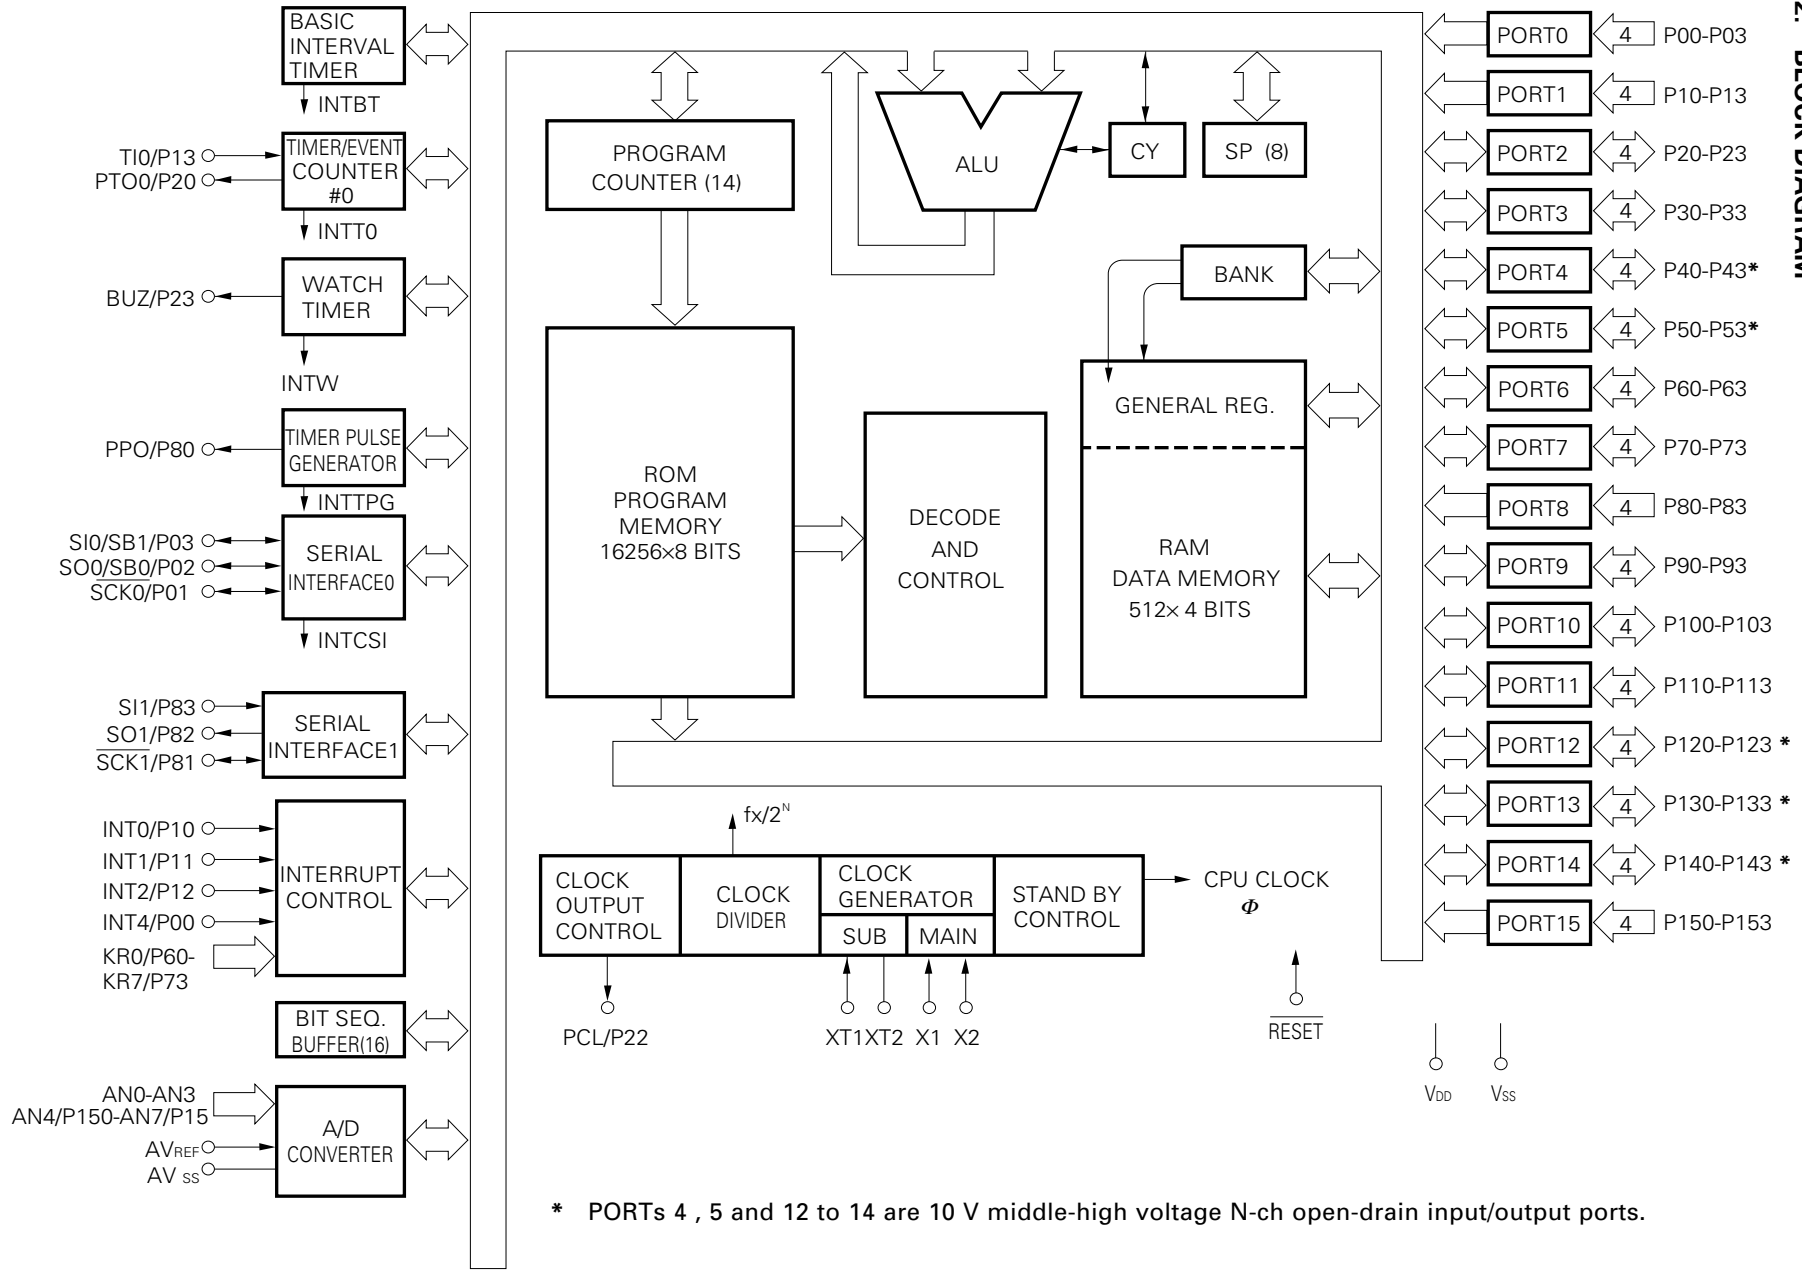 2. BLOCK DIAGRAM
BASIC
INTERVAL
TIMER
INTBT
TI0/P13
PTO0/P20
TIMER/EVENT
COUNTER
#0
INTT0
BUZ/P23
WATCH
TIMER
INTW
PPO/P80
TIMER PULSE
GENERATOR
INTTPG
SI0/SB1/P03
SO0/SB0/P02
SCK0/P01
SERIAL
INTERFACE0
INTCSI
SI1/P83
SO1/P82
SCK1/P81
SERIAL
INTERFACE1
INT0/P10
INT1/P11
INT2/P12
INT4/P00
KR0/P60-
KR7/P73
INTERRUPT
CONTROL
BIT SEQ.
BUFFER(16)
AN0-AN3
AN4/P150-AN7/P15
AVREF
AV SS
A/D
CONVERTER
PROGRAM
COUNTER (14)
ALU
CY
SP (8)
BANK
GENERAL REG.
ROM
PROGRAM
MEMORY
16256×8 BITS
DECODE
AND
CONTROL
RAM
DATA MEMORY
512× 4 BITS
fx/2N
CLOCK
OUTPUT
CONTROL
CLOCK
DIVIDER
CLOCK
GENERATOR
SUB
MAIN
STAND BY
CONTROL
CPU CLOCK
Φ
PCL/P22
XT1 XT2 X1 X2
RESET
VDD
VSS
PORT0 4 P00-P03
PORT1 4 P10-P13
PORT2 4 P20-P23
PORT3 4 P30-P33
PORT4 4 P40-P43*
PORT5 4 P50-P53*
PORT6 4 P60-P63
PORT7 4 P70-P73
PORT8 4 P80-P83
PORT9 4 P90-P93
PORT10 4 P100-P103
PORT11 4 P110-P113
PORT12 4 P120-P123 *
PORT13 4 P130-P133 *
PORT14 4 P140-P143 *
PORT15 4 P150-P153
* PORTs 4 , 5 and 12 to 14 are 10 V middle-high voltage N-ch open-drain input/output ports.